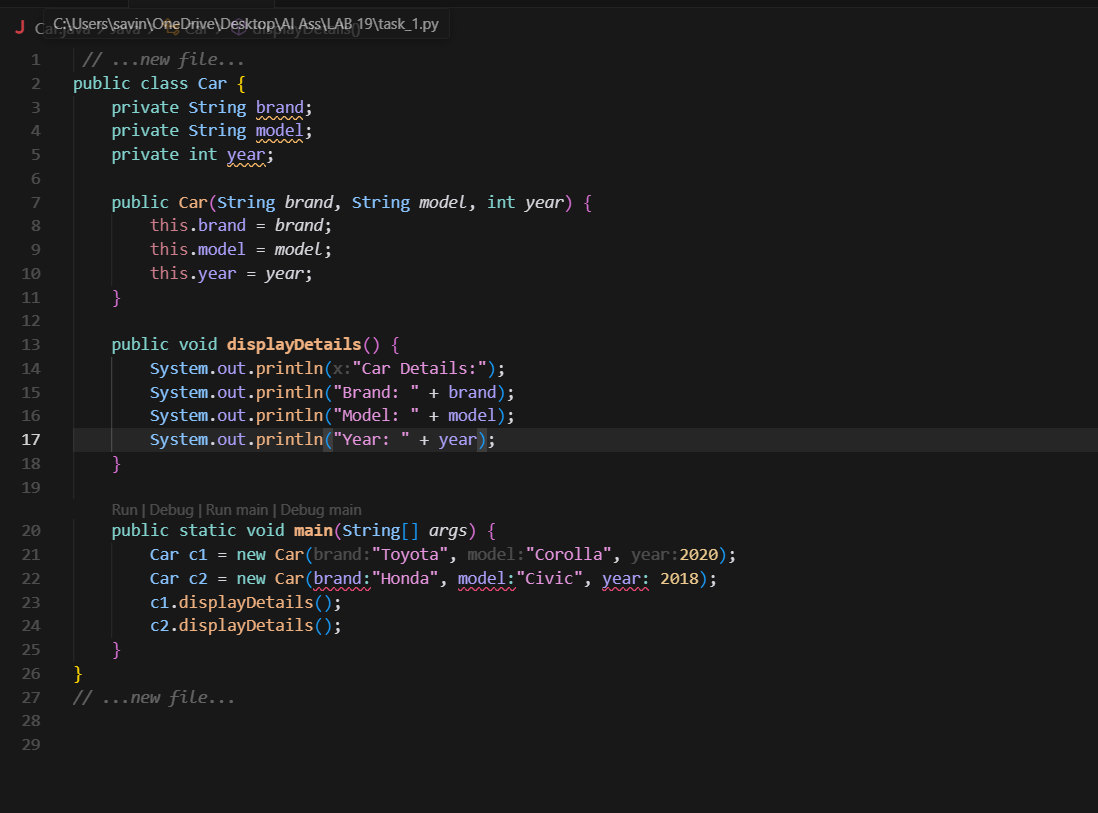 C:\Users\savin\OneDrive\Desktop\AI Ass\LAB 19\task_1.py
J Car.java > Java > Car > displayDetails()
1 // ...new file...
2 public class Car {
3 private String brand;
4 private String model;
5 private int year;
6
7 public Car(String brand, String model, int year) {
8 this.brand = brand;
9 this.model = model;
10 this.year = year;
11 }
12
13 public void displayDetails() {
14 System.out.println(x:"Car Details:");
15 System.out.println("Brand: " + brand);
16 System.out.println("Model: " + model);
17 System.out.println("Year: " + year);
18 }
19
Run | Debug | Run main | Debug main
20 public static void main(String[] args) {
21 Car c1 = new Car(brand:"Toyota", model:"Corolla", year:2020);
22 Car c2 = new Car(brand:"Honda", model:"Civic", year: 2018);
23 c1.displayDetails();
24 c2.displayDetails();
25 }
26 }
27 // ...new file...
28
29